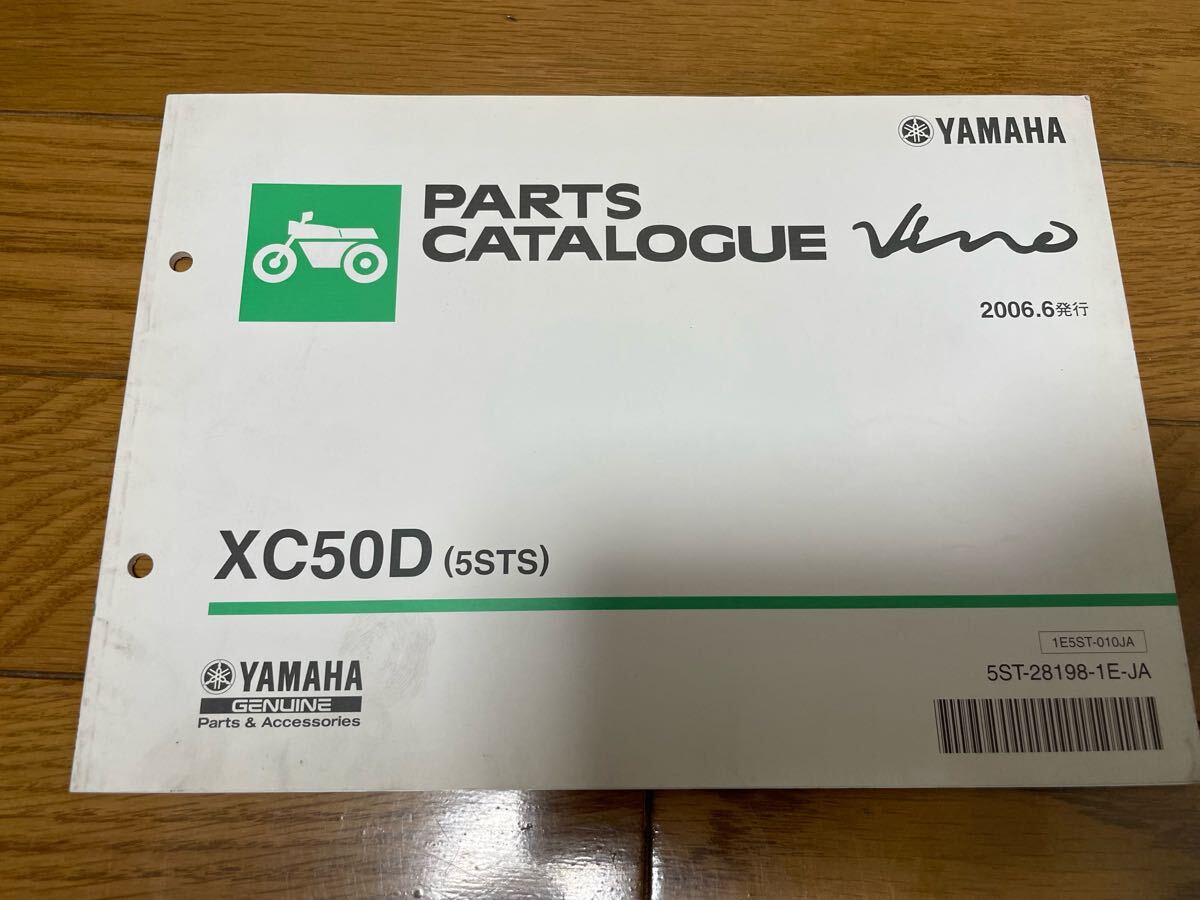 YAMAHA
PARTS
CATALOGUE Vino
2006.6発行
XC50D (5STS)
1E5ST-010JA
5ST-28198-1E-JA
YAMAHA
GENUINE
Parts & Accessories